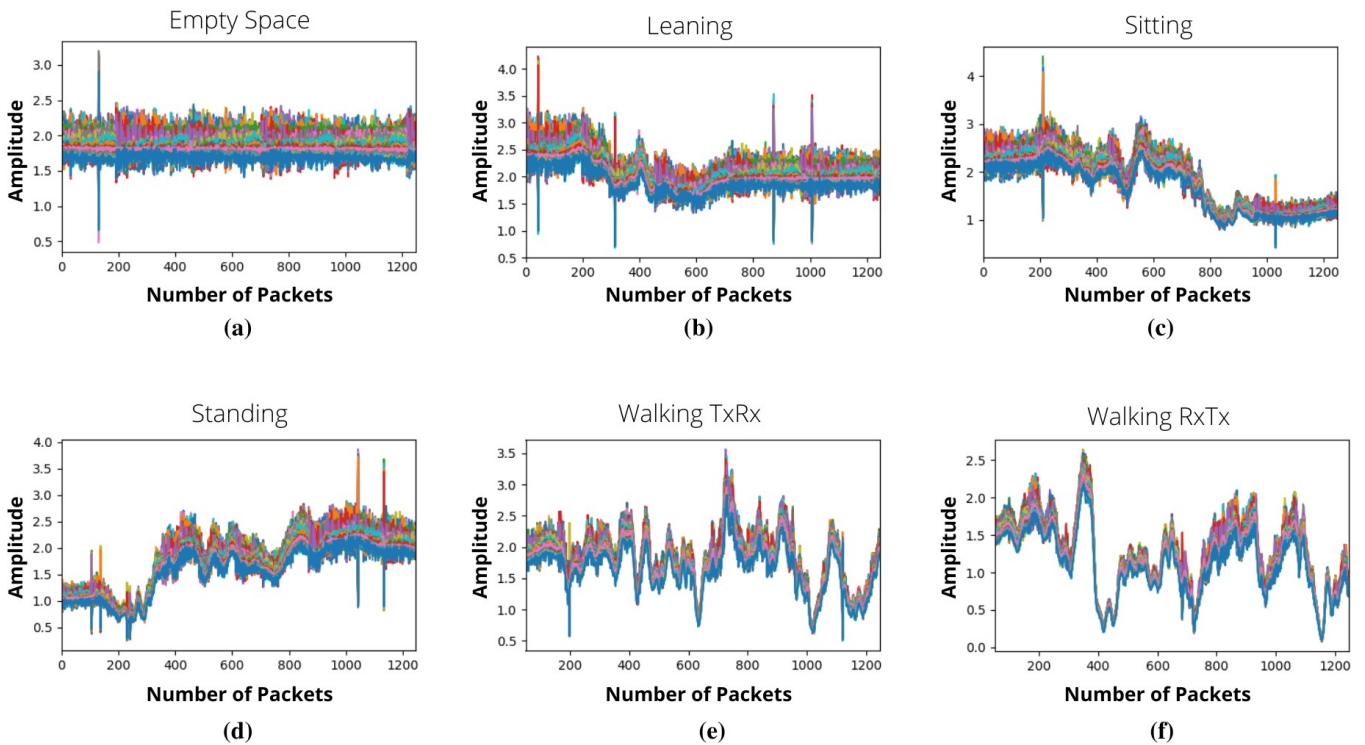 Empty Space
3.0
2.5
2.0
1.5
1.0
0.5
Amplitude
0 200 400 600 800 1000 1200
Number of Packets
(a)
Leaning
4.0
3.5
3.0
2.5
2.0
1.5
1.0
0.5
Amplitude
0 200 400 600 800 1000 1200
Number of Packets
(b)
Sitting
4
3
2
1
Amplitude
0 200 400 600 800 1000 1200
Number of Packets
(c)
Standing
4.0
3.5
3.0
2.5
2.0
1.5
1.0
0.5
Amplitude
0 200 400 600 800 1000 1200
Number of Packets
(d)
Walking TxRx
3.5
3.0
2.5
2.0
1.5
1.0
0.5
Amplitude
200 400 600 800 1000 1200
Number of Packets
(e)
Walking RxTx
2.5
2.0
1.5
1.0
0.5
0.0
Amplitude
200 400 600 800 1000 1200
Number of Packets
(f)